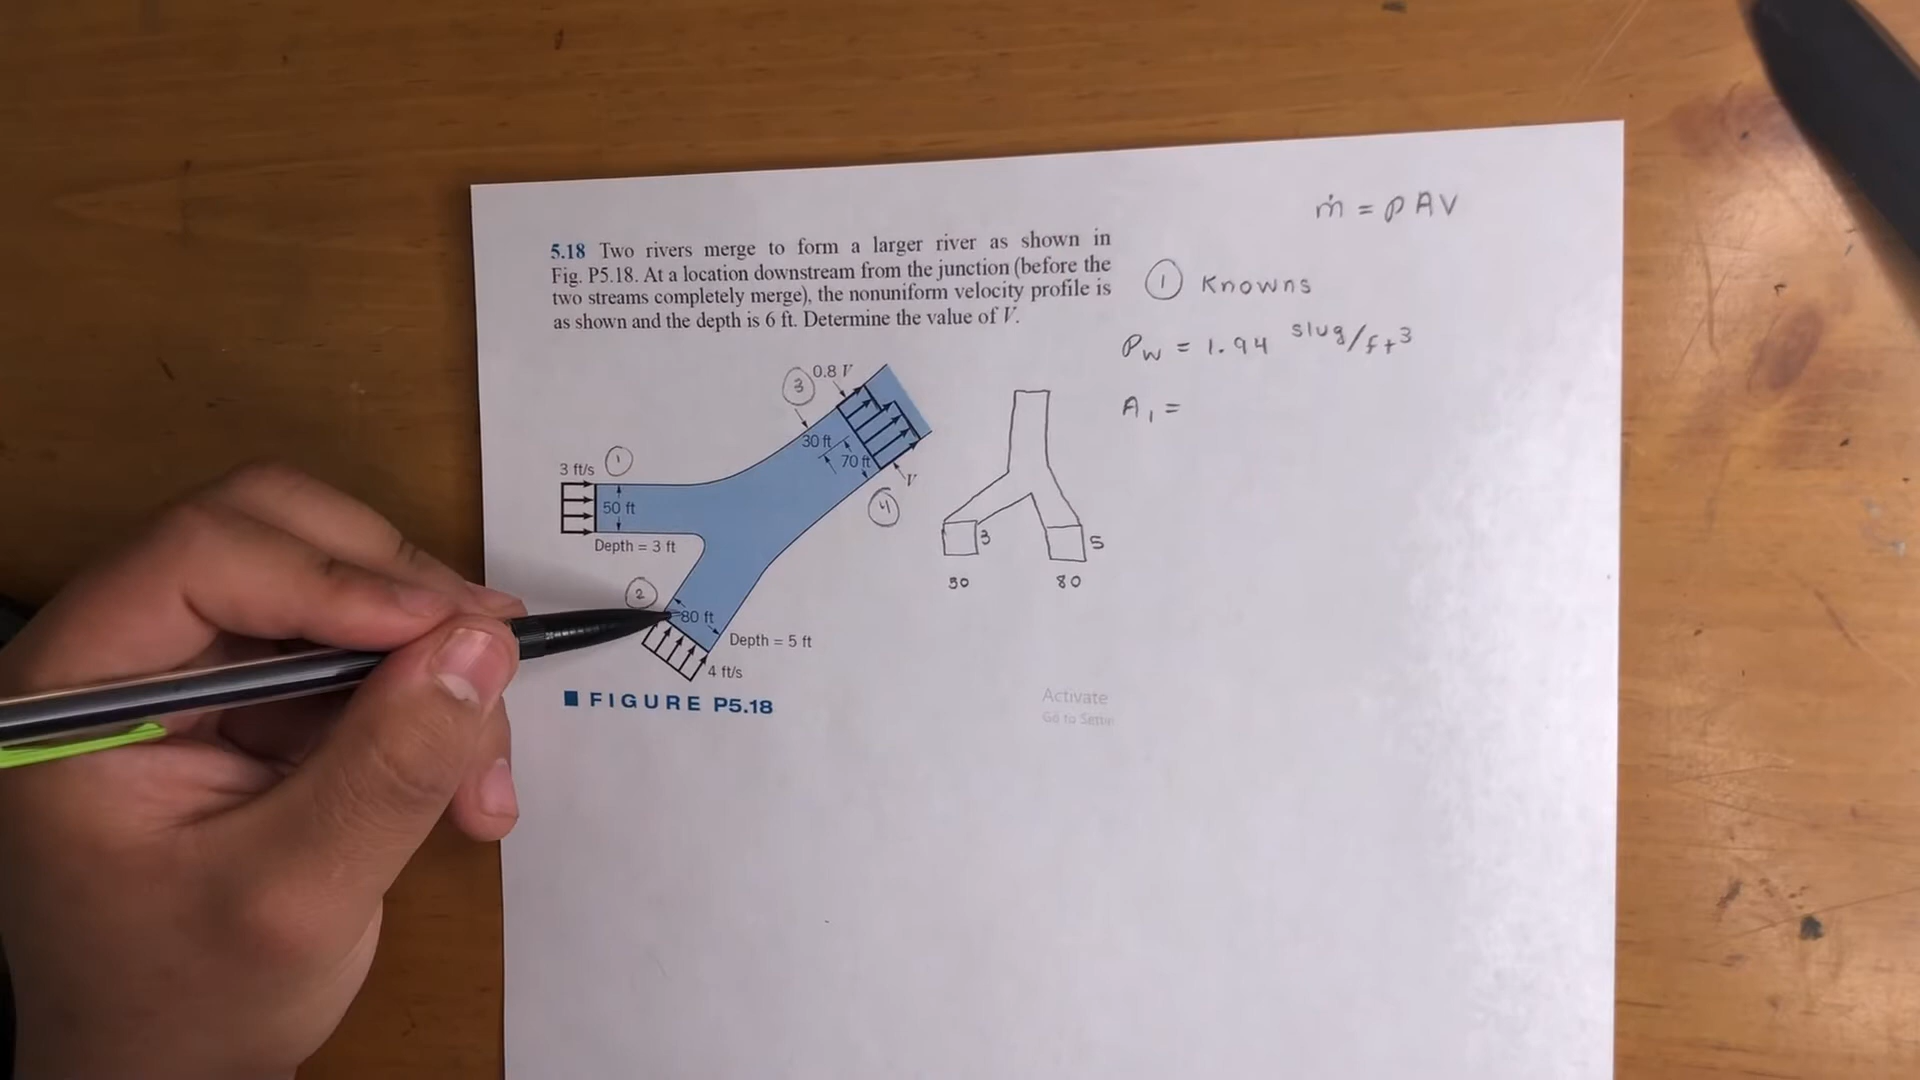 ṁ = ρAV
5.18 Two rivers merge to form a larger river as shown in
Fig. P5.18. At a location downstream from the junction (before the
two streams completely merge), the nonuniform velocity profile is
as shown and the depth is 6 ft. Determine the value of V.
① Knowns
ρw = 1.94 slug/ft³
A₁ =
③ 0.8 V
30 ft
70 ft
V
④
3 ft/s ①
50 ft
Depth = 3 ft
②
80 ft
Depth = 5 ft
4 ft/s
3
5
50
80
FIGURE P5.18
Activate
Go to Settin